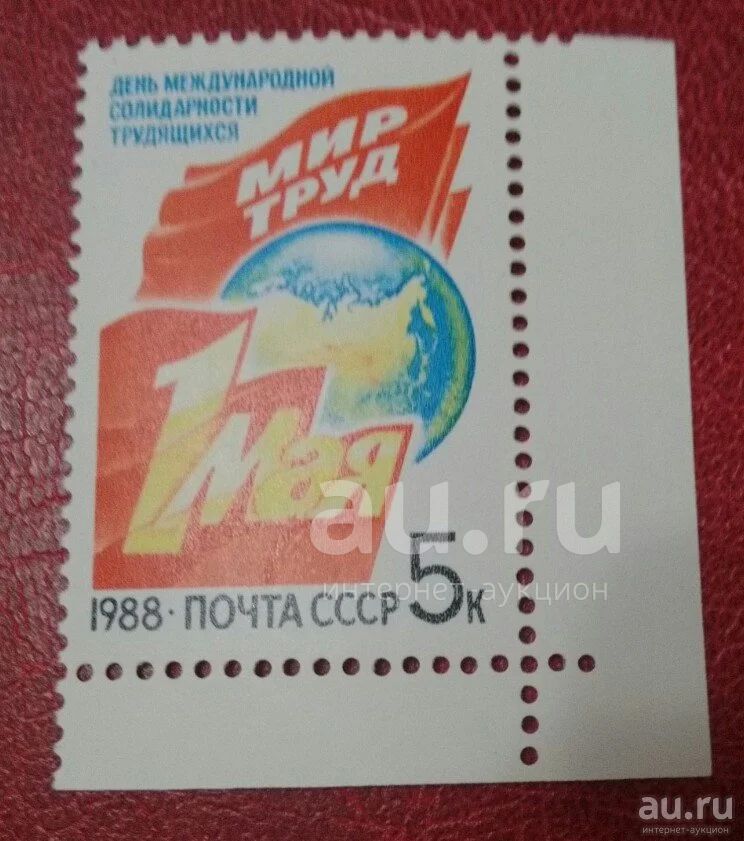 ДЕНЬ МЕЖДУНАРОДНОЙ
СОЛИДАРНОСТИ
ТРУДЯЩИХСЯ
МИР
ТРУД
1 Мая
1988 · ПОЧТА СССР 5к
au.ru
интернет-аукцион
au.ru
интернет-аукцион